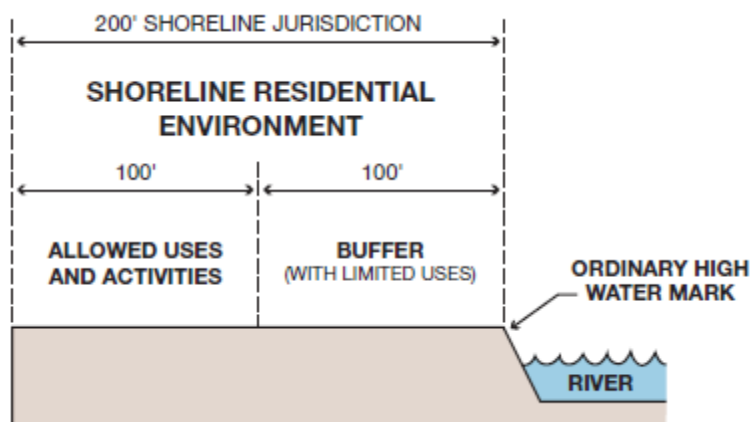 200' SHORELINE JURISDICTION
SHORELINE RESIDENTIAL
ENVIRONMENT
100'
100'
ALLOWED USES
AND ACTIVITIES
BUFFER
(WITH LIMITED USES)
ORDINARY HIGH
WATER MARK
RIVER